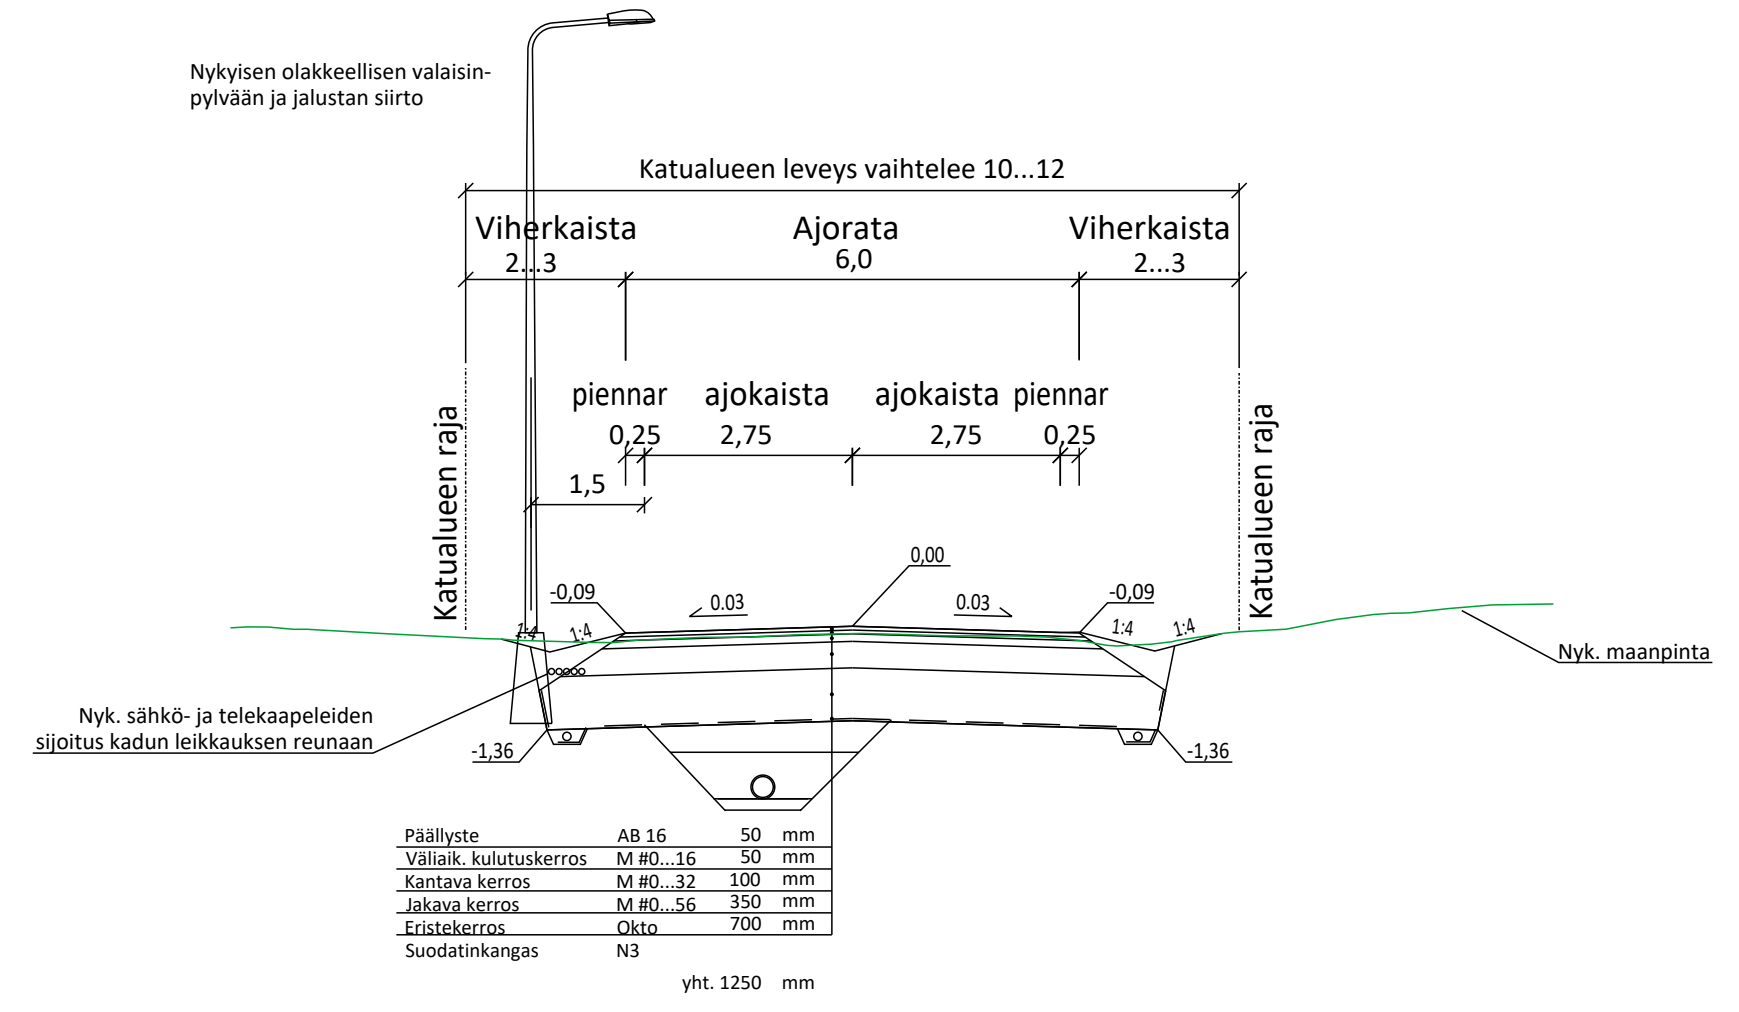 Nykyisen olakkeellisen valaisin-
pylvään ja jalustan siirto
Katualueen leveys vaihtelee 10...12
Viherkaista Ajorata Viherkaista
2...3 6,0 2...3
piennar ajokaista ajokaista piennar
0,25 2,75 2,75 0,25
1,5
Katualueen raja
Katualueen raja
0,00
-0,09 0.03 0.03 -0,09
1:4 1:4 1:4 1:4
Nyk. maanpinta
Nyk. sähkö- ja telekaapeleiden
sijoitus kadun leikkauksen reunaan
-1,36 -1,36
Päällyste AB 16 50 mm
Väliaik. kulutuskerros M #0...16 50 mm
Kantava kerros M #0...32 100 mm
Jakava kerros M #0...56 350 mm
Eristekerros Okto 700 mm
Suodatinkangas N3
yht. 1250 mm